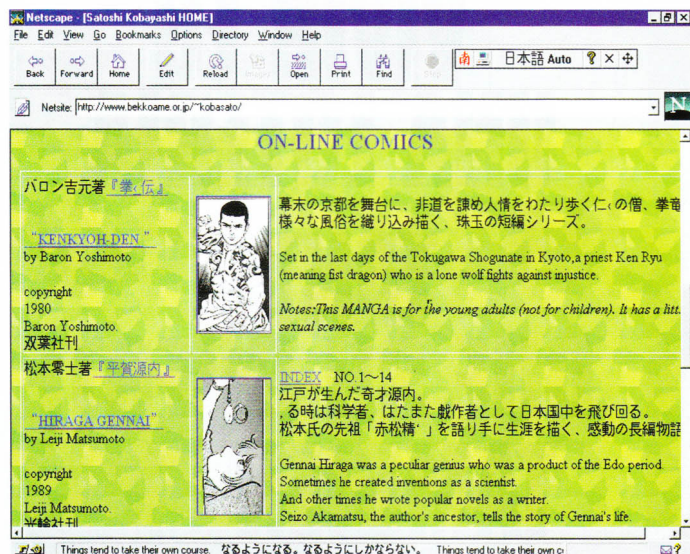 Netscape - [Satoshi Kobayashi HOME]
File Edit View Go Bookmarks Options Directory Window Help
Back Forward Home Edit Reload Images Open Print Find Stop
南 日本語 Auto
Netsite: http://www.bekkoame.or.jp/~kobasato/
N
ON-LINE COMICS
バロン吉元著『拳 伝』
“KENKYOH-DEN ”
by Baron Yoshimoto
copyright
1980
Baron Yoshimoto.
双葉社刊
幕末の京都を舞台に、非道を諌め人情をわたり歩く仁 の僧、拳竜
様々な風俗を織り込み描く、珠玉の短編シリーズ。
Set in the last days of the Tokugawa Shogunate in Kyoto,a priest Ken Ryu
(meaning fist dragon) who is a lone wolf fights against injustice.
Notes:This MANGA is for the young adults (not for children). It has a litt
sexual scenes.
松本零士著『平賀源内』
“HIRAGA GENNAI”
by Leiji Matsumoto
copyright
1989
Leiji Matsumoto
光輪社刊
INDEX NO.1〜14
江戸が生んだ奇才源内。
る時は科学者、はたまた戯作者として日本国中を飛び回る。
松本氏の先祖「赤松精 」を語り手に生涯を描く、感動の長編物語
Gennai Hiraga was a peculiar genius who was a product of the Edo period.
Sometimes he created inventions as a scientist.
And other times he wrote popular novels as a writer.
Seizo Akamatsu, the author's ancestor, tells the story of Gennai's life.
Things tend to take their own course. なるようになる。なるようにしかならない。 Things tend to take their own c